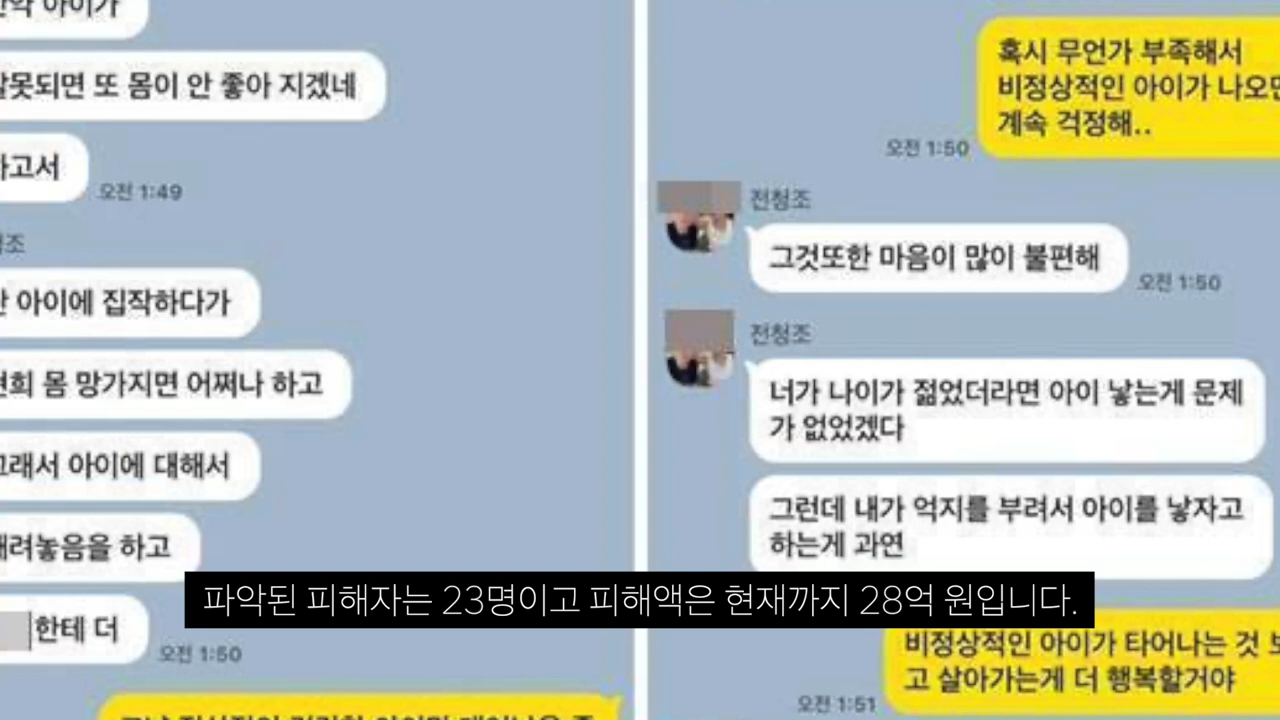 아이가
잘못되면 또 몸이 안 좋아 지겠네
하고서
오전 1:49
청조
아이에 집작하다가
현희 몸 망가지면 어쩌나 하고
그래서 아이에 대해서
내려놓음을 하고
한테 더
오전 1:50
혹시 무언가 부족해서
비정상적인 아이가 나오면
계속 걱정해..
오전 1:50
전청조
그것또한 마음이 많이 불편해
오전 1:50
전청조
너가 나이가 젊었더라면 아이 낳는게 문제
가 없었겠다
그런데 내가 억지를 부려서 아이를 낳자고
하는게 과연
비정상적인 아이가 타어나는 것 보
고 살아가는게 더 행복할거야
오전 1:51
파악된 피해자는 23명이고 피해액은 현재까지 28억 원입니다.